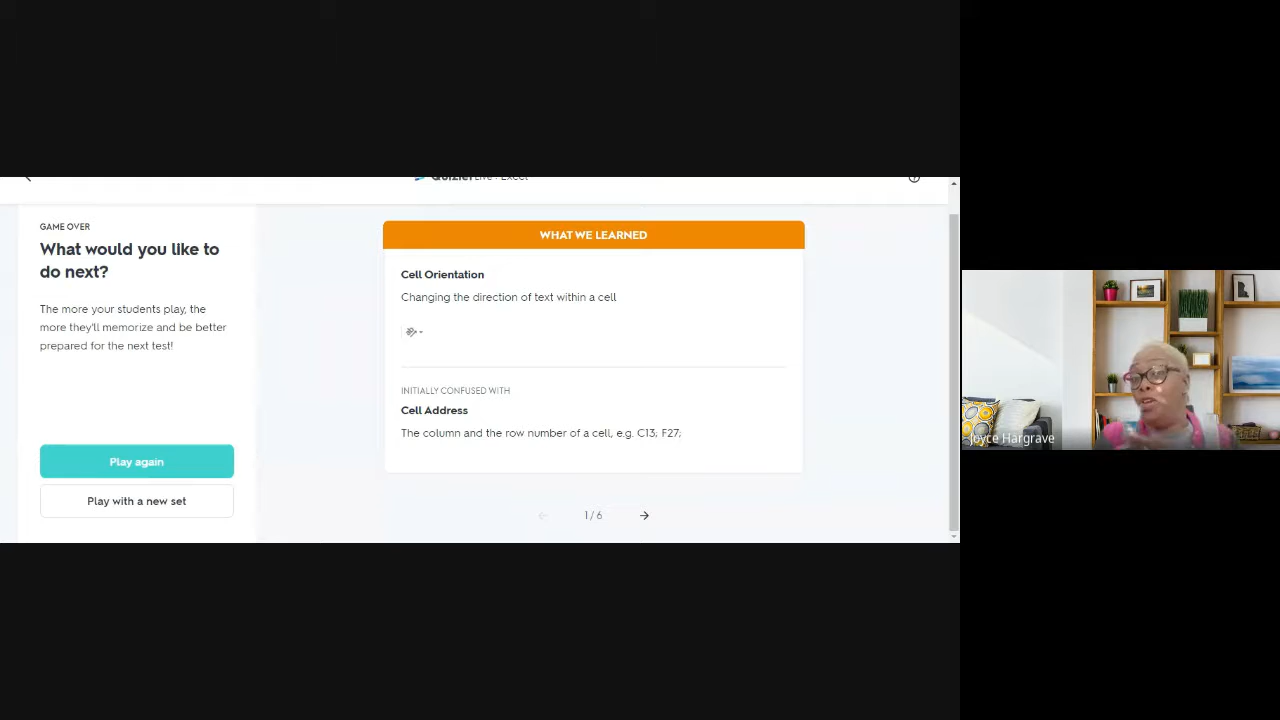 Quizlet Live · Excel
GAME OVER
What would you like to
do next?
The more your students play, the
more they'll memorize and be better
prepared for the next test!
Play again
Play with a new set
WHAT WE LEARNED
Cell Orientation
Changing the direction of text within a cell
INITIALLY CONFUSED WITH
Cell Address
The column and the row number of a cell, e.g. C13; F27;
1 / 6
Joyce Hargrave